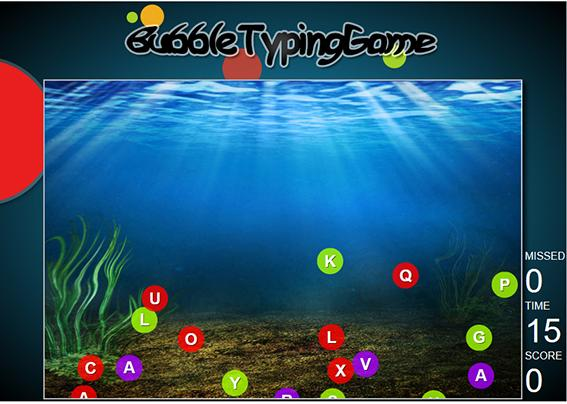 BubbleTypingGame
K
Q
P
MISSED
0
U
L
TIME
15
O
L
G
SCORE
0
C
A
X
V
A
Y
A